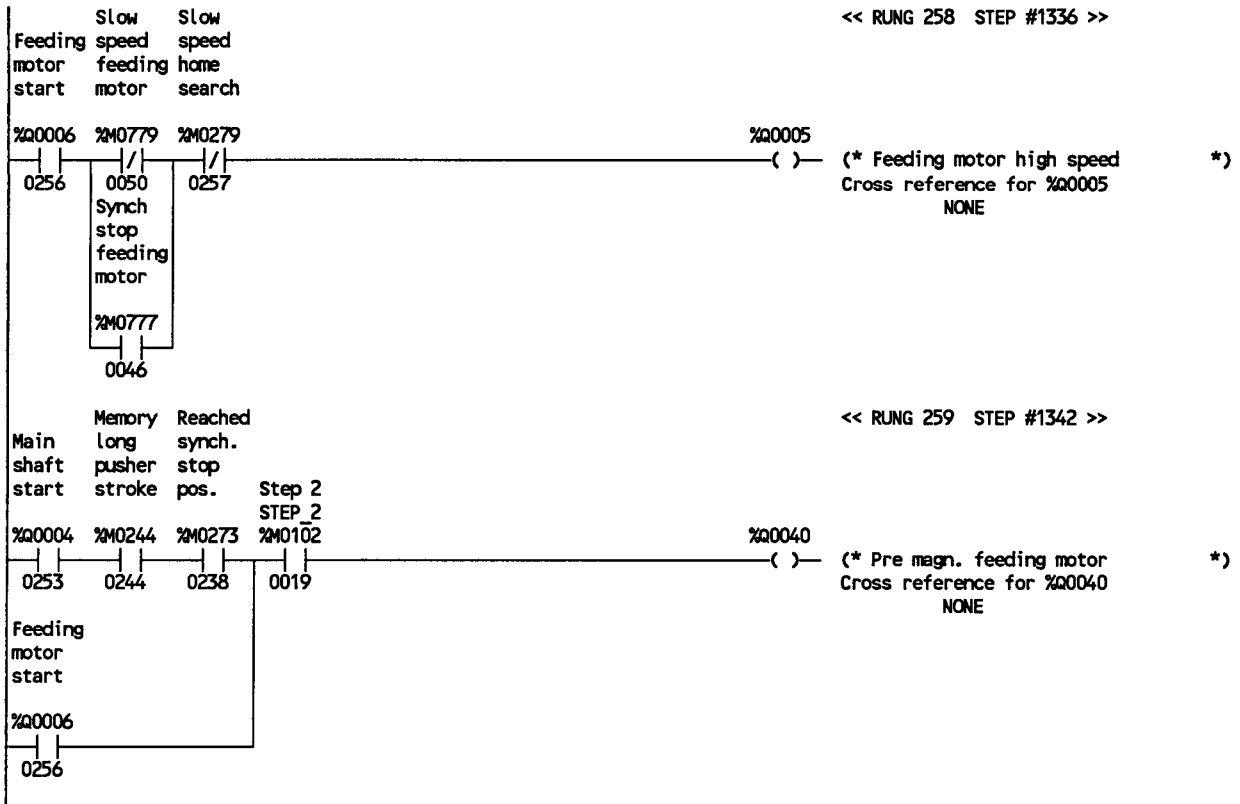 Slow Slow << RUNG 258 STEP #1336 >>
Feeding speed speed
motor feeding home
start motor search
%Q0006 %M0779 %M0279 %Q0005
(* Feeding motor high speed *)
0256 0050 0257 Cross reference for %Q0005
Synch NONE
stop
feeding
motor
%M0777
0046
Memory Reached << RUNG 259 STEP #1342 >>
Main long synch.
shaft pusher stop
start stroke pos. Step 2
STEP_2
%Q0004 %M0244 %M0273 %M0102 %Q0040
(* Pre magn. feeding motor *)
0253 0244 0238 0019 Cross reference for %Q0040
NONE
Feeding
motor
start
%Q0006
0256